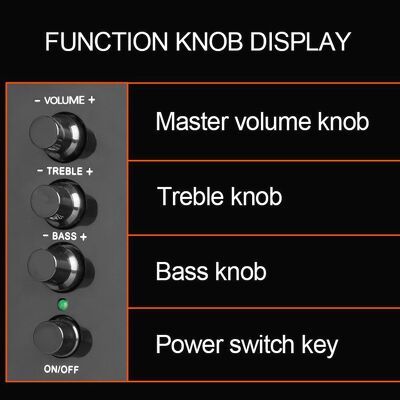 FUNCTION KNOB DISPLAY
- VOLUME +
Master volume knob
- TREBLE +
Treble knob
- BASS +
Bass knob
Power switch key
ON/OFF